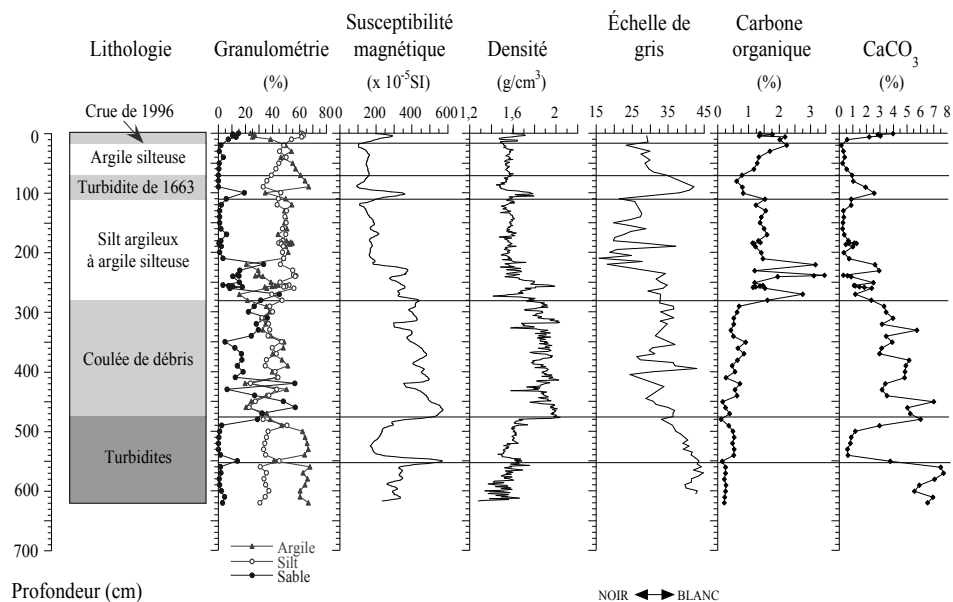 Lithologie
Granulométrie
(%)
Susceptibilité
magnétique
(x 10-5SI)
Densité
(g/cm3)
Échelle de
gris
Carbone
organique
(%)
CaCO3
(%)
Crue de 1996
0 20 40 60 80
0 200 400 600
1,2 1,6 2 1,2
15 25 35 45
0 1 2 3
0 1 2 3 4 5 6 7 8
0
100
200
300
400
500
600
700
Argile silteuse
Turbidite de 1663
Silt argileux
à argile silteuse
Coulée de débris
Turbidites
Argile
Silt
Sable
Profondeur (cm)
NOIR BLANC